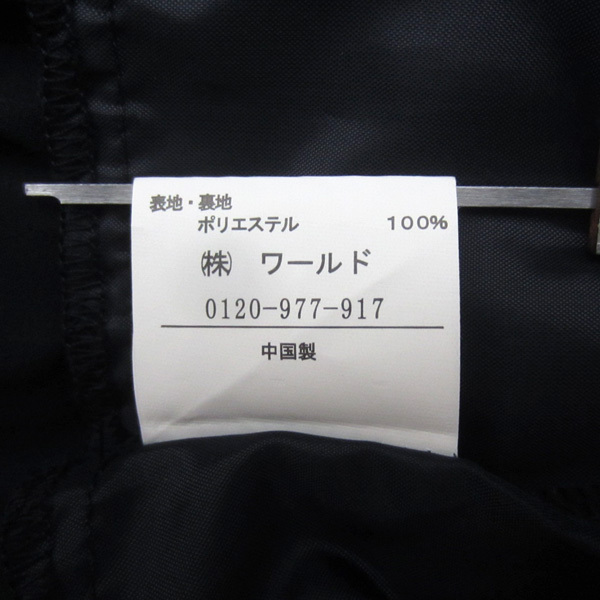 表地・裏地
ポリエステル 100%
㈱ ワールド
0120-977-917
中国製